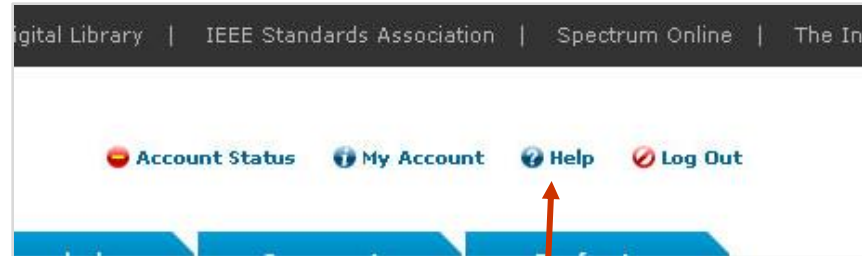 igital Library | IEEE Standards Association | Spectrum Online | The In
Account Status My Account Help Log Out